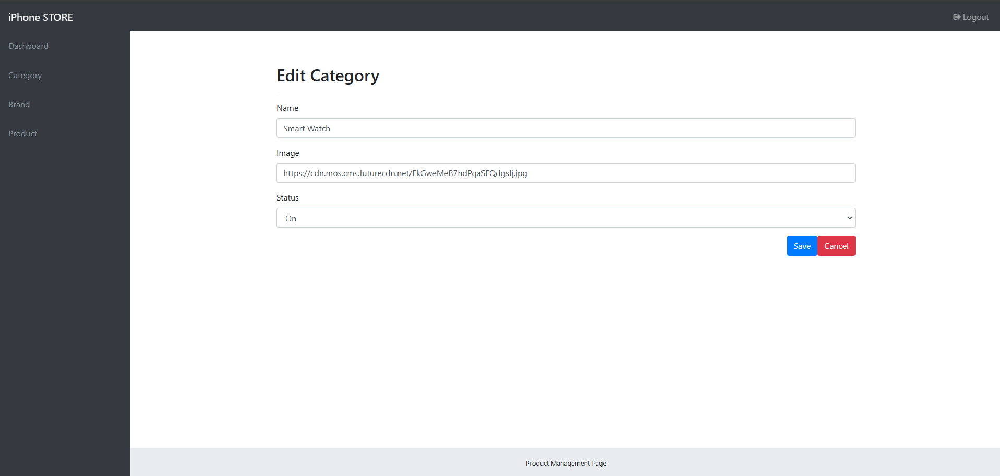 iPhone STORE
Logout
Dashboard
Category
Brand
Product
Edit Category
Name
Smart Watch
Image
https://cdn.mos.cms.futurecdn.net/FkGweMeB7hdPgaSFQdgsfj.jpg
Status
On
Save Cancel
Product Management Page